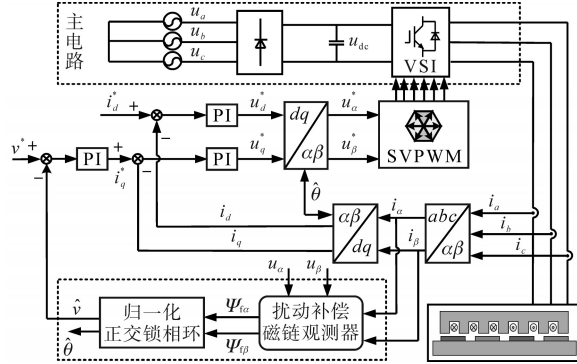 主电路
u_a
u_b
u_c
u_dc
VSI
i_d^* + −
PI
u_d^*
dq
αβ
u_α^*
v^* + −
PI
+ −
i_q^*
PI
u_q^*
u_β^*
SVPWM
θ̂
i_d
i_q
αβ
dq
i_α
i_β
abc
αβ
i_a
i_b
i_c
u_α
u_β
v̂
θ̂
归一化
正交锁相环
Ψ_fα
Ψ_fβ
扰动补偿
磁链观测器